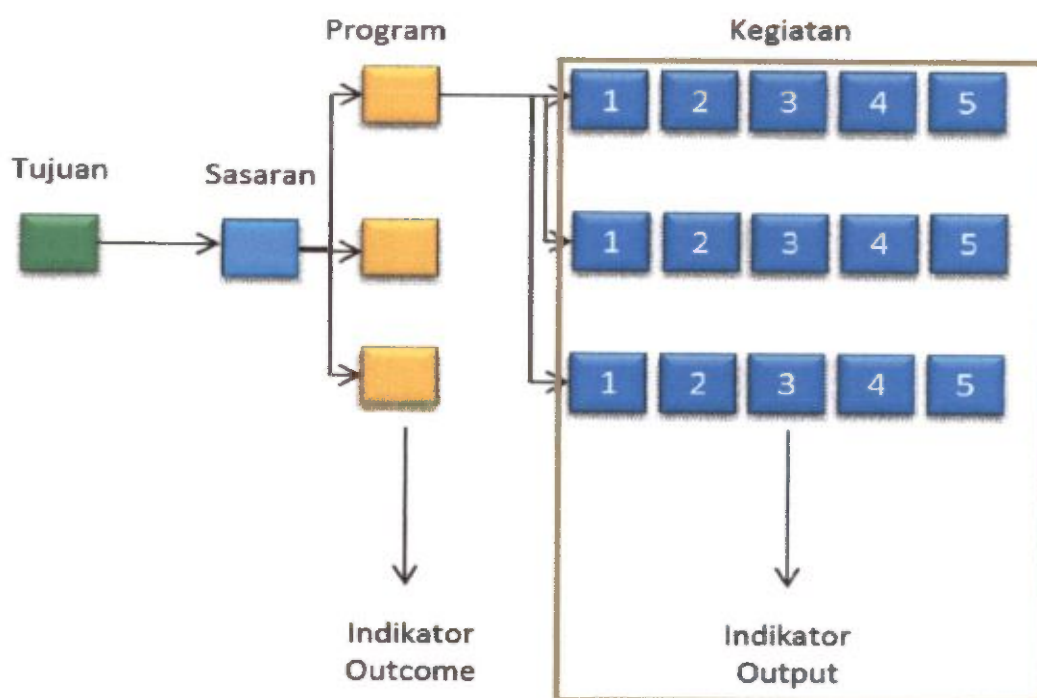 Program
Kegiatan
1 2 3 4 5
Tujuan
Sasaran
1 2 3 4 5
1 2 3 4 5
Indikator
Outcome
Indikator
Output